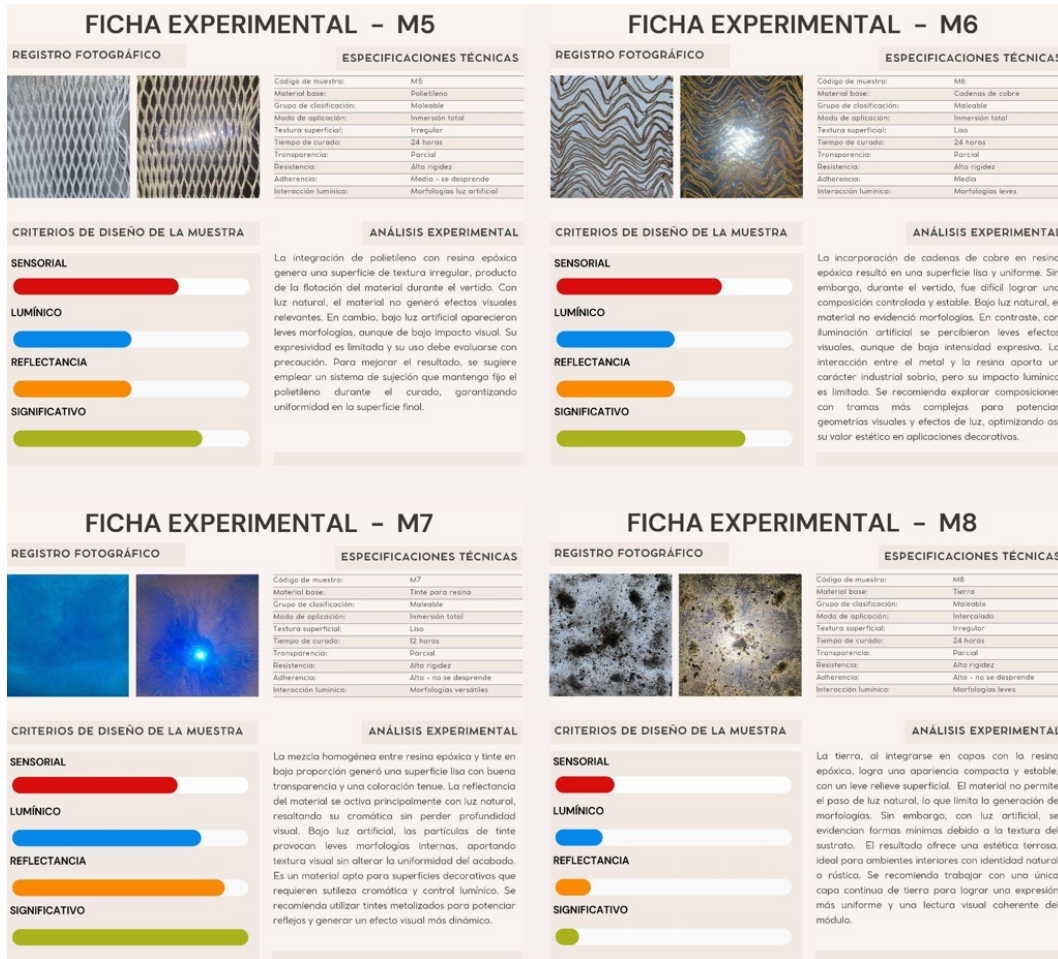 FICHA EXPERIMENTAL - M5
REGISTRO FOTOGRÁFICO
ESPECIFICACIONES TÉCNICAS
Código de muestra: M5
Material base: Polietileno
Grupo de clasificación: Maleable
Modo de aplicación: Inmersión total
Textura superficial: Irregular
Tiempo de curado: 24 horas
Transparencia: Parcial
Resistencia: Alta rigidez
Adherencia: Media - se desprende
Interacción lumínica: Morfologías luz artificial
CRITERIOS DE DISEÑO DE LA MUESTRA
SENSORIAL
LUMÍNICO
REFLECTANCIA
SIGNIFICATIVO
ANÁLISIS EXPERIMENTAL
La integración de polietileno con resina epóxica
genera una superficie de textura irregular, producto
de la flotación del material durante el vertido. Con
luz natural, el material no generó efectos visuales
relevantes. En cambio, bajo luz artificial aparecieron
leves morfologías, aunque de bajo impacto visual. Su
expresividad es limitada y su uso debe evaluarse con
precaución. Para mejorar el resultado, se sugiere
emplear un sistema de sujeción que mantenga fijo el
polietileno durante el curado, garantizando
uniformidad en la superficie final.
FICHA EXPERIMENTAL - M6
REGISTRO FOTOGRÁFICO
ESPECIFICACIONES TÉCNICAS
Código de muestra: M6
Material base: Cadenas de cobre
Grupo de clasificación: Maleable
Modo de aplicación: Inmersión total
Textura superficial: Liso
Tiempo de curado: 24 horas
Transparencia: Parcial
Resistencia: Alta rigidez
Adherencia: Media
Interacción lumínica: Morfologías leves
CRITERIOS DE DISEÑO DE LA MUESTRA
SENSORIAL
LUMÍNICO
REFLECTANCIA
SIGNIFICATIVO
ANÁLISIS EXPERIMENTAL
La incorporación de cadenas de cobre en resina
epóxica resultó en una superficie lisa y uniforme. Sin
embargo, durante el vertido, fue difícil lograr una
composición controlada y estable. Bajo luz natural, el
material no evidenció morfologías. En contraste, con
iluminación artificial se percibieron leves efectos
visuales, aunque de baja intensidad expresiva. La
interacción entre el metal y la resina aporta un
carácter industrial sobrio, pero su impacto lumínico
es limitado. Se recomienda explorar composiciones
con tramas más complejas para potenciar
geometrías visuales y efectos de luz, optimizando así
su valor estético en aplicaciones decorativas.
FICHA EXPERIMENTAL - M7
REGISTRO FOTOGRÁFICO
ESPECIFICACIONES TÉCNICAS
Código de muestra: M7
Material base: Tinte para resina
Grupo de clasificación: Maleable
Modo de aplicación: Inmersión total
Textura superficial: Liso
Tiempo de curado: 12 horas
Transparencia: Parcial
Resistencia: Alta rigidez
Adherencia: Alta - no se desprende
Interacción lumínica: Morfologías versátiles
CRITERIOS DE DISEÑO DE LA MUESTRA
SENSORIAL
LUMÍNICO
REFLECTANCIA
SIGNIFICATIVO
ANÁLISIS EXPERIMENTAL
La mezcla homogénea entre resina epóxica y tinte en
baja proporción generó una superficie lisa con buena
transparencia y una coloración tenue. La reflectancia
del material se activa principalmente con luz natural,
resaltando su cromática sin perder profundidad
visual. Bajo luz artificial, las partículas de tinte
provocan leves morfologías internas, aportando
textura visual sin alterar la uniformidad del acabado.
Es un material apto para superficies decorativas que
requieren sutileza cromática y control lumínico. Se
recomienda utilizar tintes metalizados para potenciar
reflejos y generar un efecto visual más dinámico.
FICHA EXPERIMENTAL - M8
REGISTRO FOTOGRÁFICO
ESPECIFICACIONES TÉCNICAS
Código de muestra: M8
Material base: Tierra
Grupo de clasificación: Maleable
Modo de aplicación: Intercalado
Textura superficial: Irregular
Tiempo de curado: 24 horas
Transparencia: Parcial
Resistencia: Alta rigidez
Adherencia: Alta - no se desprende
Interacción lumínica: Morfologías leves
CRITERIOS DE DISEÑO DE LA MUESTRA
SENSORIAL
LUMÍNICO
REFLECTANCIA
SIGNIFICATIVO
ANÁLISIS EXPERIMENTAL
La tierra, al integrarse en capas con la resina
epóxica, logra una apariencia compacta y estable,
con un leve relieve superficial. El material no permite
el paso de luz natural, lo que limita la generación de
morfologías. Sin embargo, con luz artificial, se
evidencian formas mínimas debido a la textura del
sustrato. El resultado ofrece una estética terrosa,
ideal para ambientes interiores con identidad natural
o rústica. Se recomienda trabajar con una única
capa continua de tierra para lograr una expresión
más uniforme y una lectura visual coherente del
módulo.